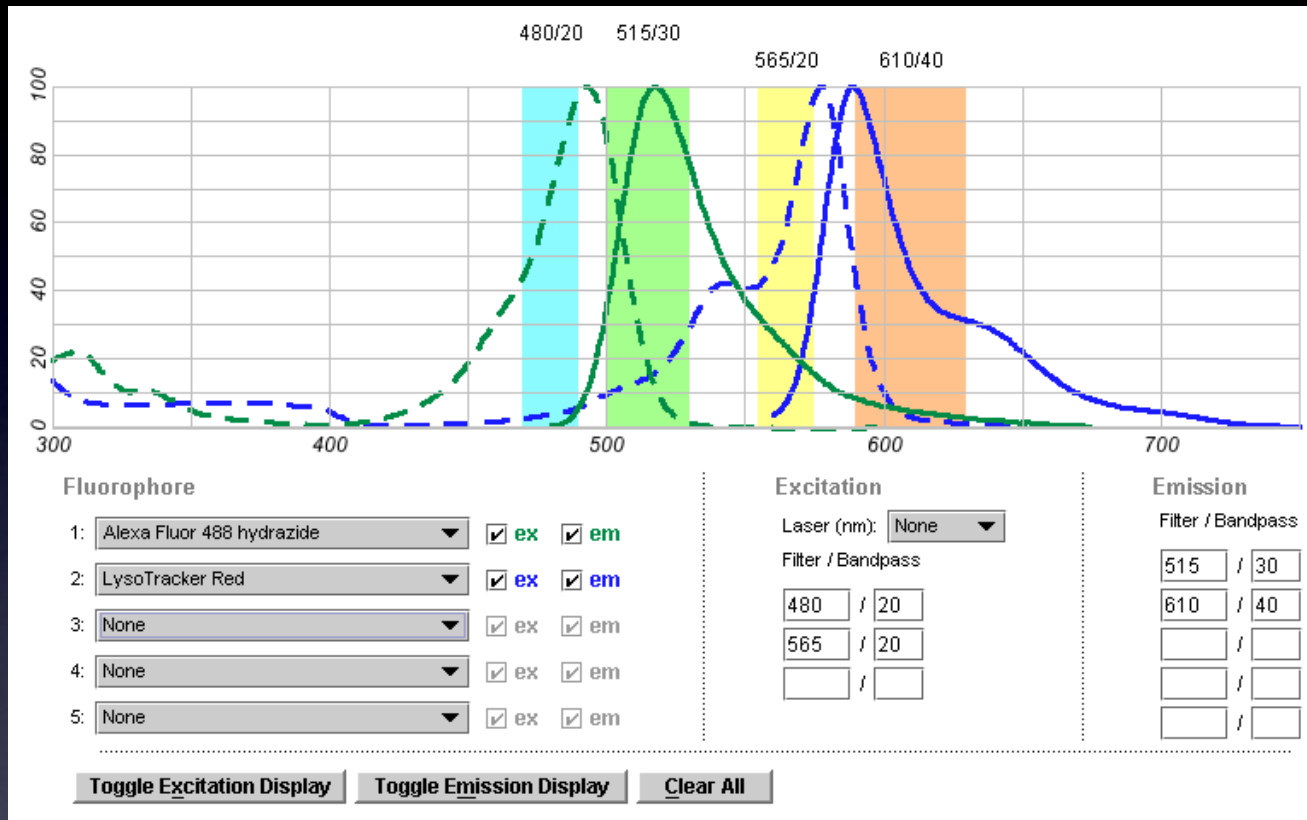 480/20 515/30
565/20 610/40
100
80
60
40
20
0
300 400 500 600 700
Fluorophore
1: Alexa Fluor 488 hydrazide ex em
2: LysoTracker Red ex em
3: None ex em
4: None ex em
5: None ex em
Excitation
Laser (nm): None
Filter / Bandpass
480 / 20
565 / 20
/
Emission
Filter / Bandpass
515 / 30
610 / 40
/
/
/
Toggle Excitation Display Toggle Emission Display Clear All